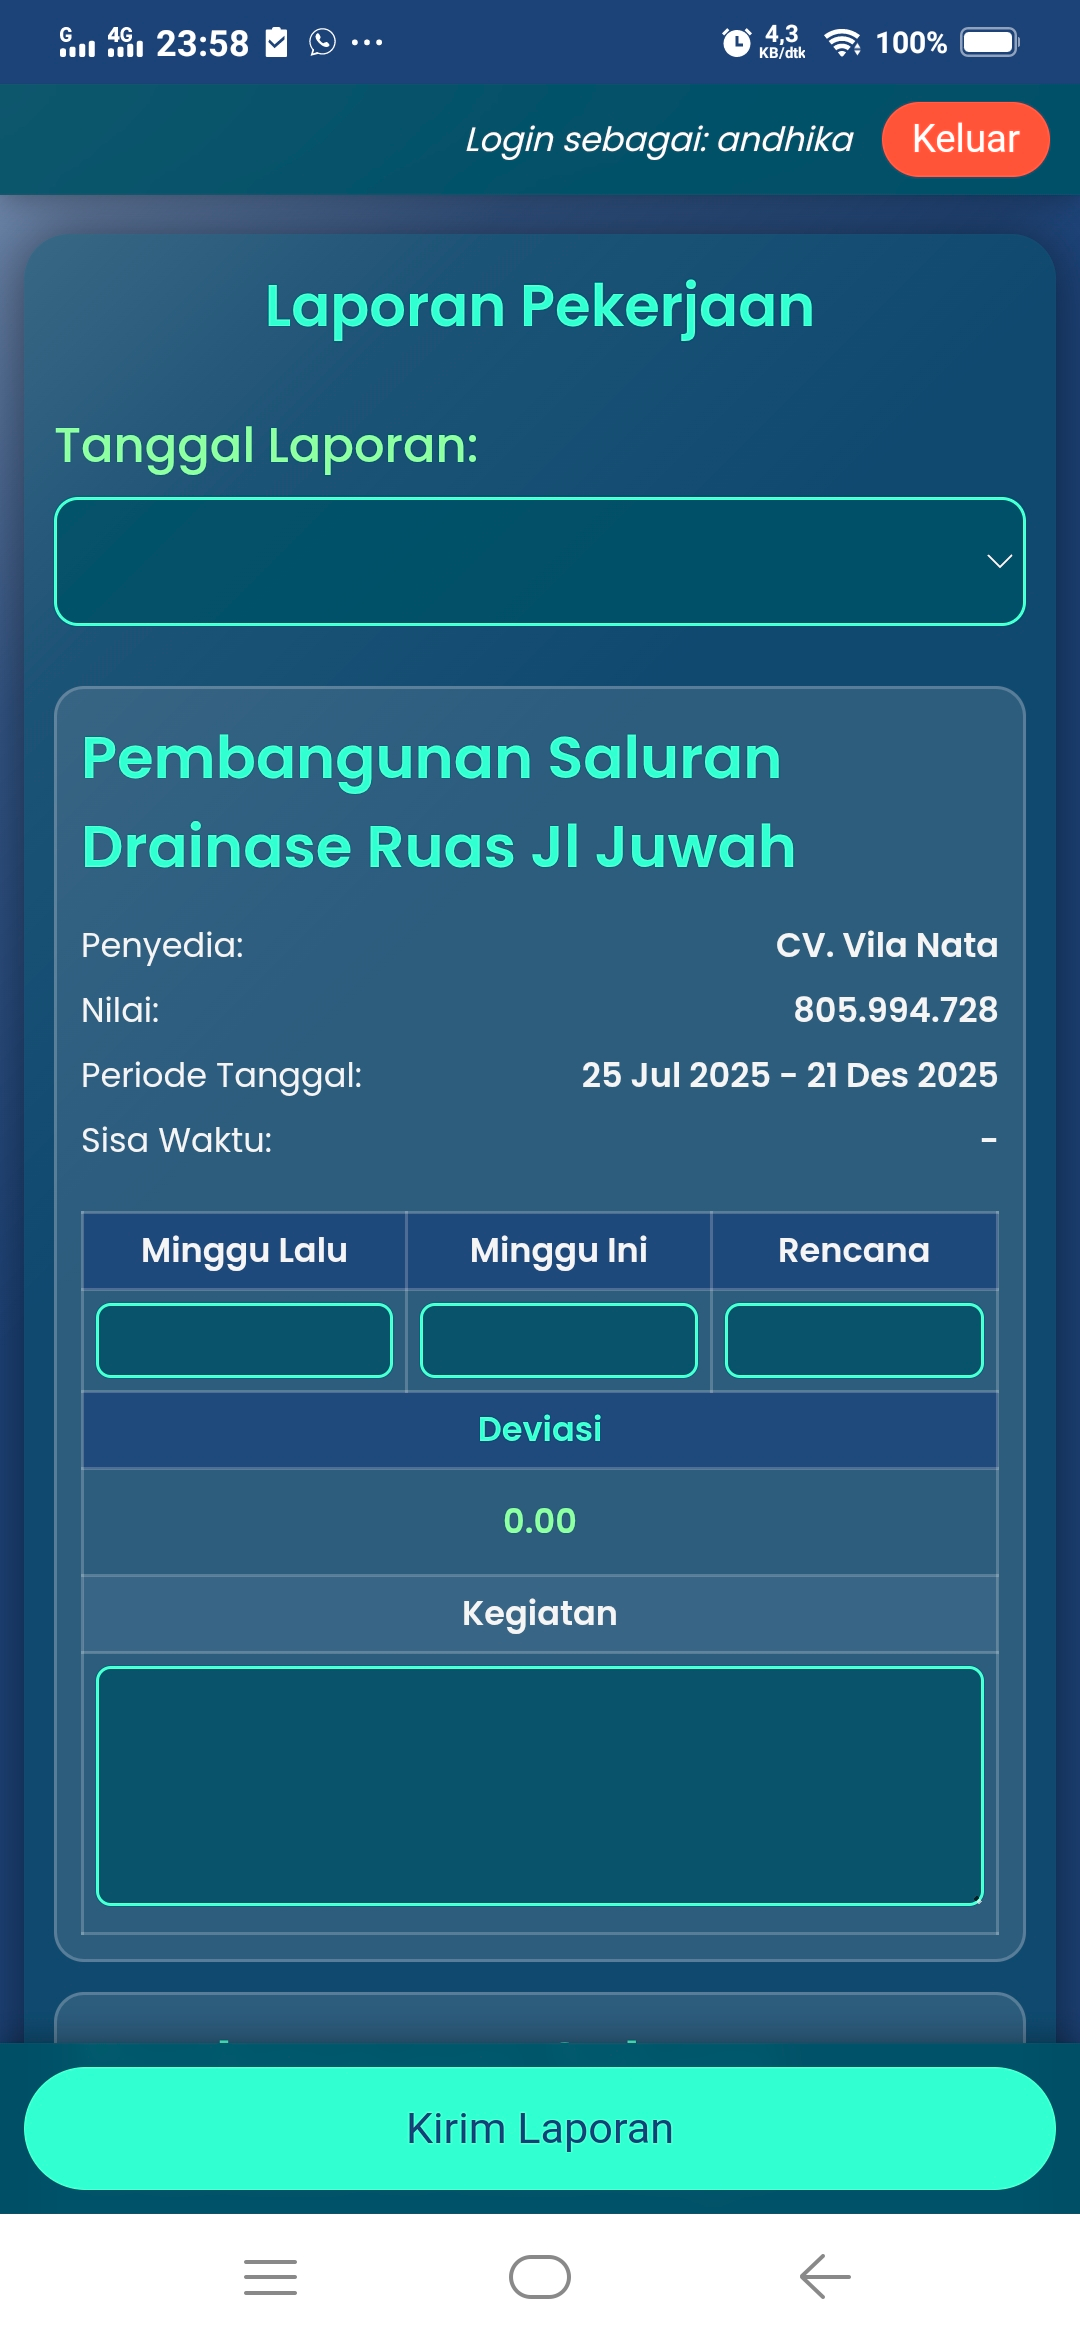 G 4G 23:58 4,3 KB/dtk 100%
Login sebagai: andhika Keluar
Laporan Pekerjaan
Tanggal Laporan:
Pembangunan Saluran
Drainase Ruas Jl Juwah
Penyedia: CV. Vila Nata
Nilai: 805.994.728
Periode Tanggal: 25 Jul 2025 - 21 Des 2025
Sisa Waktu: -
Minggu Lalu Minggu Ini Rencana
Deviasi
0.00
Kegiatan
Kirim Laporan